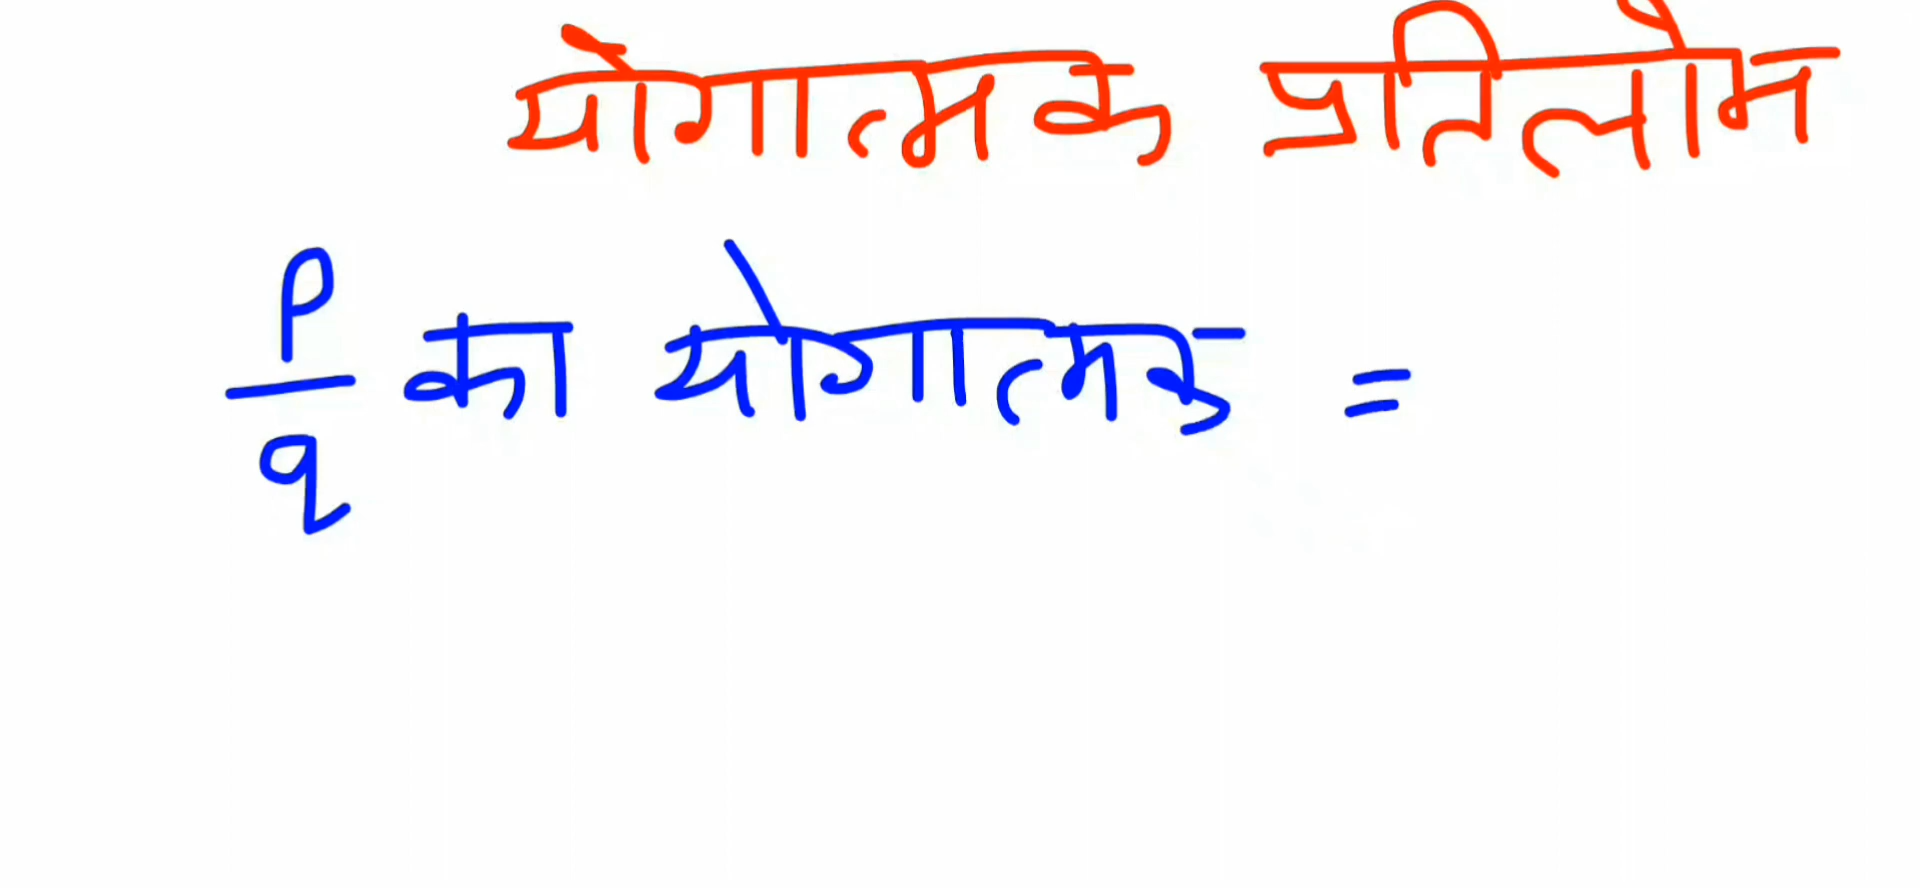 योगात्मक प्रतिलोम
p/q का योगात्मक =